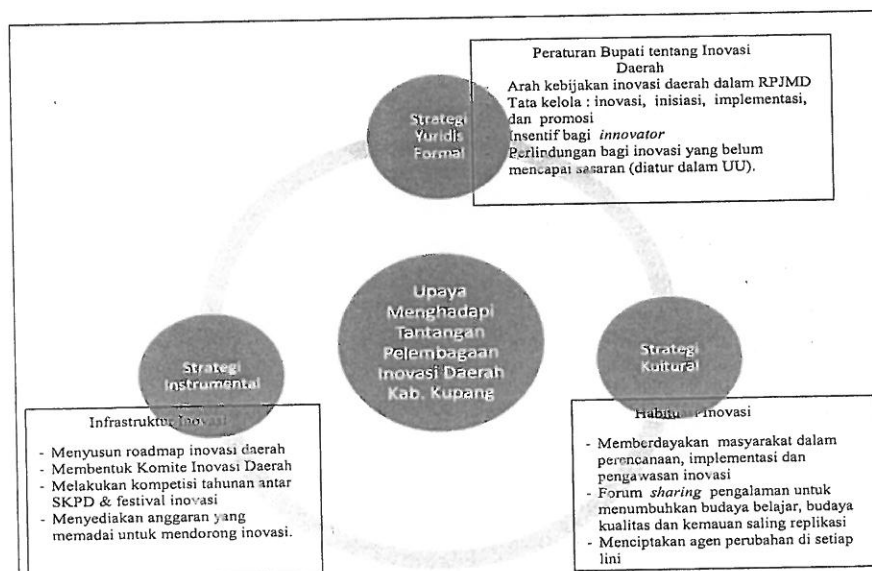 Peraturan Bupati tentang Inovasi
Daerah
Arah kebijakan inovasi daerah dalam RPJMD
Tata kelola : inovasi, inisiasi, implementasi,
dan promosi
Insentif bagi innovator
Perlindungan bagi inovasi yang belum
mencapai sasaran (diatur dalam UU).
Strategi
Yuridis
Formal
Upaya
Menghadapi
Tantangan
Pelembagaan
Inovasi Daerah
Kab. Kupang
Strategi
Instrumental
Strategi
Kultural
Infrastruktur Inovasi
- Menyusun roadmap inovasi daerah
- Membentuk Komite Inovasi Daerah
- Melakukan kompetisi tahunan antar
SKPD & festival inovasi
- Menyediakan anggaran yang
memadai untuk mendorong inovasi.
Habituasi Inovasi
- Memberdayakan masyarakat dalam
perencanaan, implementasi dan
pengawasan inovasi
- Forum sharing pengalaman untuk
menumbuhkan budaya belajar, budaya
kualitas dan kemauan saling replikasi
- Menciptakan agen perubahan di setiap
lini